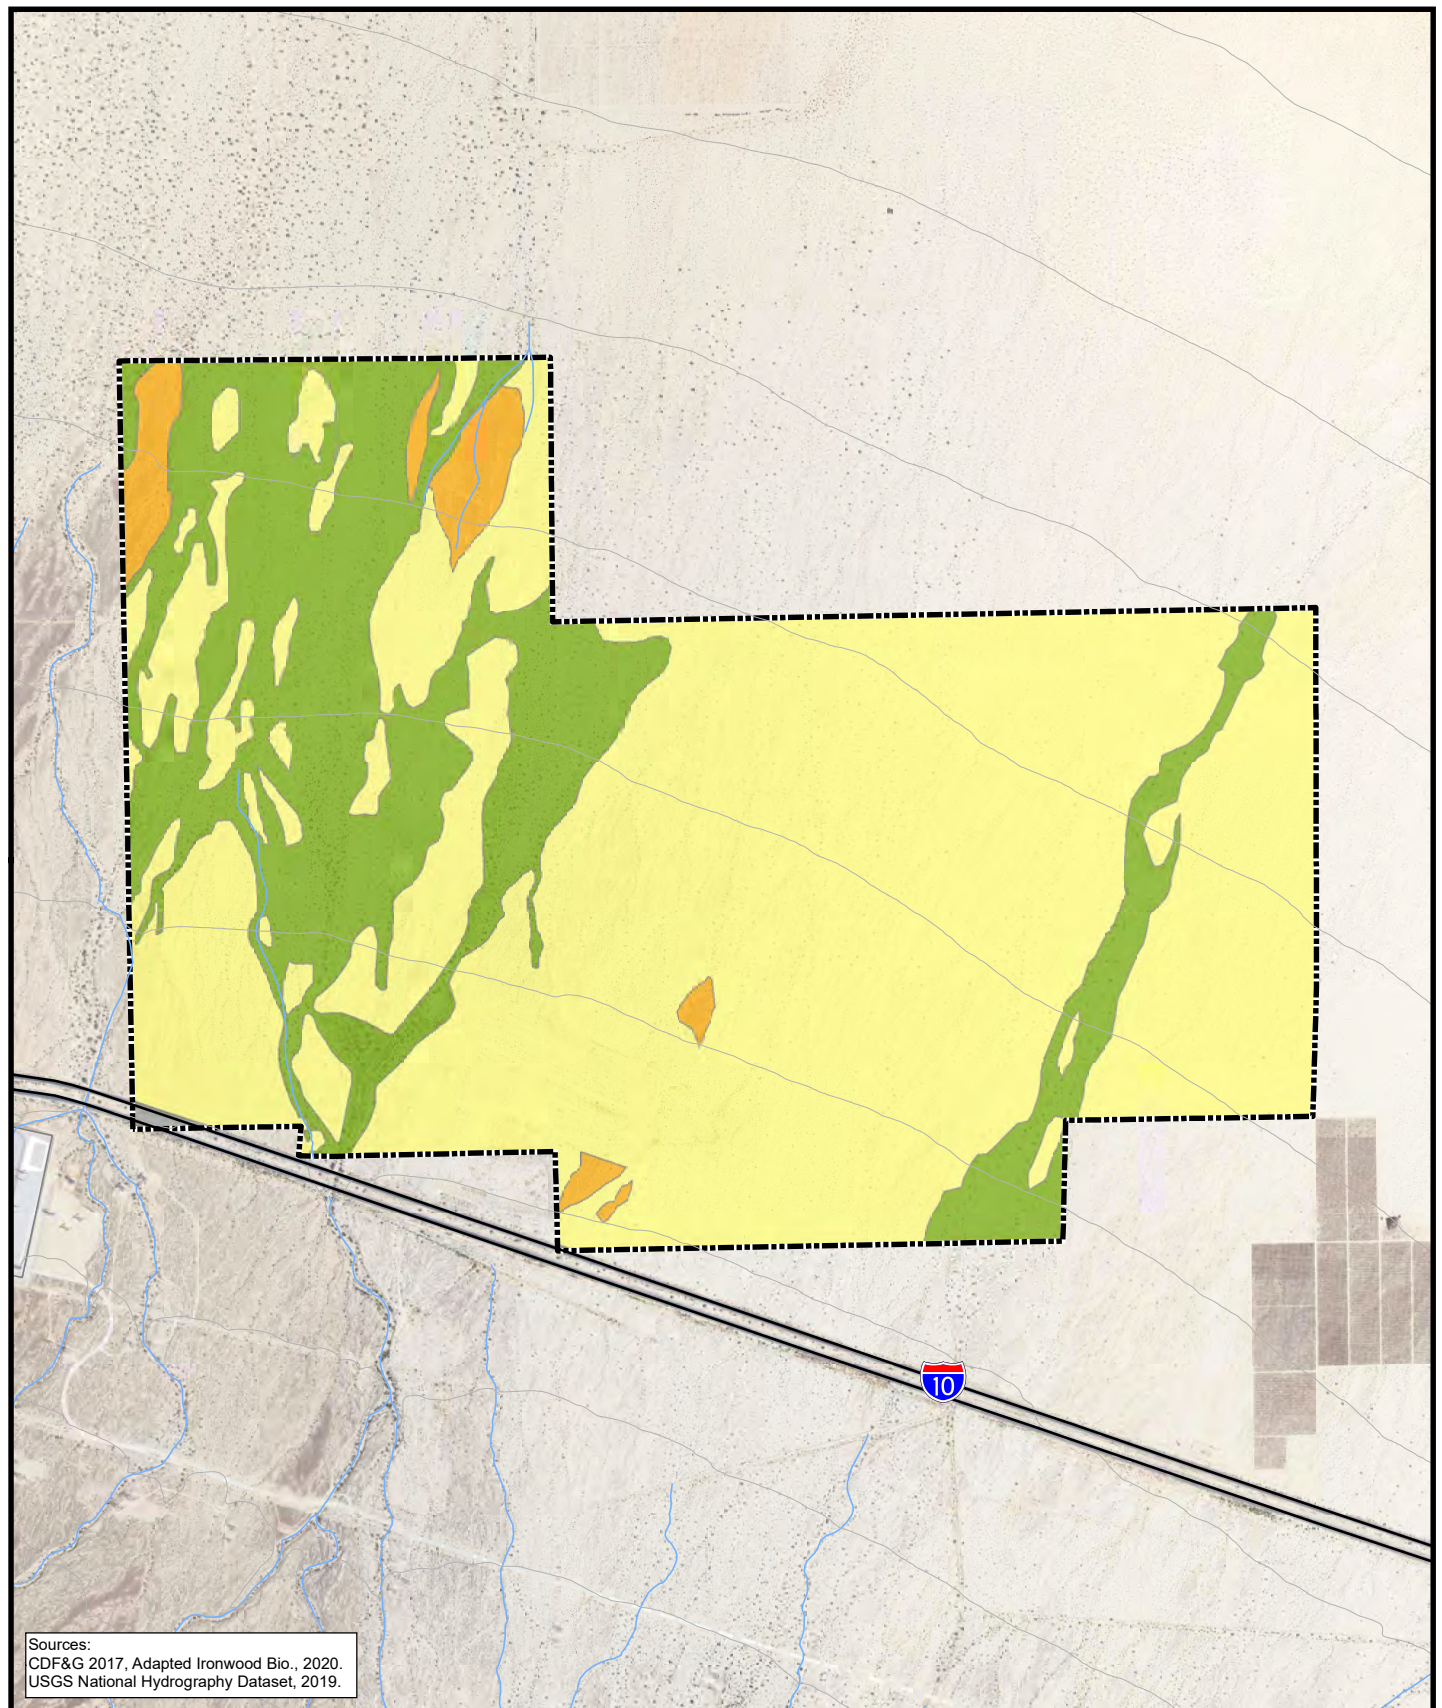 10
Sources:
CDF&G 2017, Adapted Ironwood Bio., 2020.
USGS National Hydrography Dataset, 2019.